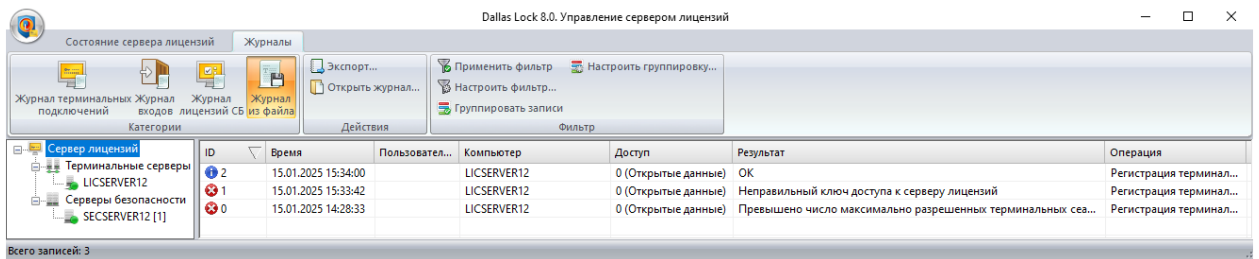 Dallas Lock 8.0. Управление сервером лицензий
Состояние сервера лицензий Журналы
Журнал терминальных подключений
Журнал входов
Журнал лицензий СБ
Журнал из файла
Категории
Экспорт...
Открыть журнал...
Действия
Применить фильтр
Настроить фильтр...
Группировать записи
Настроить группировку...
Фильтр
Сервер лицензий
Терминальные серверы
LICSERVER12
Серверы безопасности
SECSERVER12 [1]
ID Время Пользовател... Компьютер Доступ Результат Операция
2 15.01.2025 15:34:00 LICSERVER12 0 (Открытые данные) OK Регистрация терминал...
1 15.01.2025 15:33:42 LICSERVER12 0 (Открытые данные) Неправильный ключ доступа к серверу лицензий Регистрация терминал...
0 15.01.2025 14:28:33 LICSERVER12 0 (Открытые данные) Превышено число максимально разрешенных терминальных сеа... Регистрация терминал...
Всего записей: 3